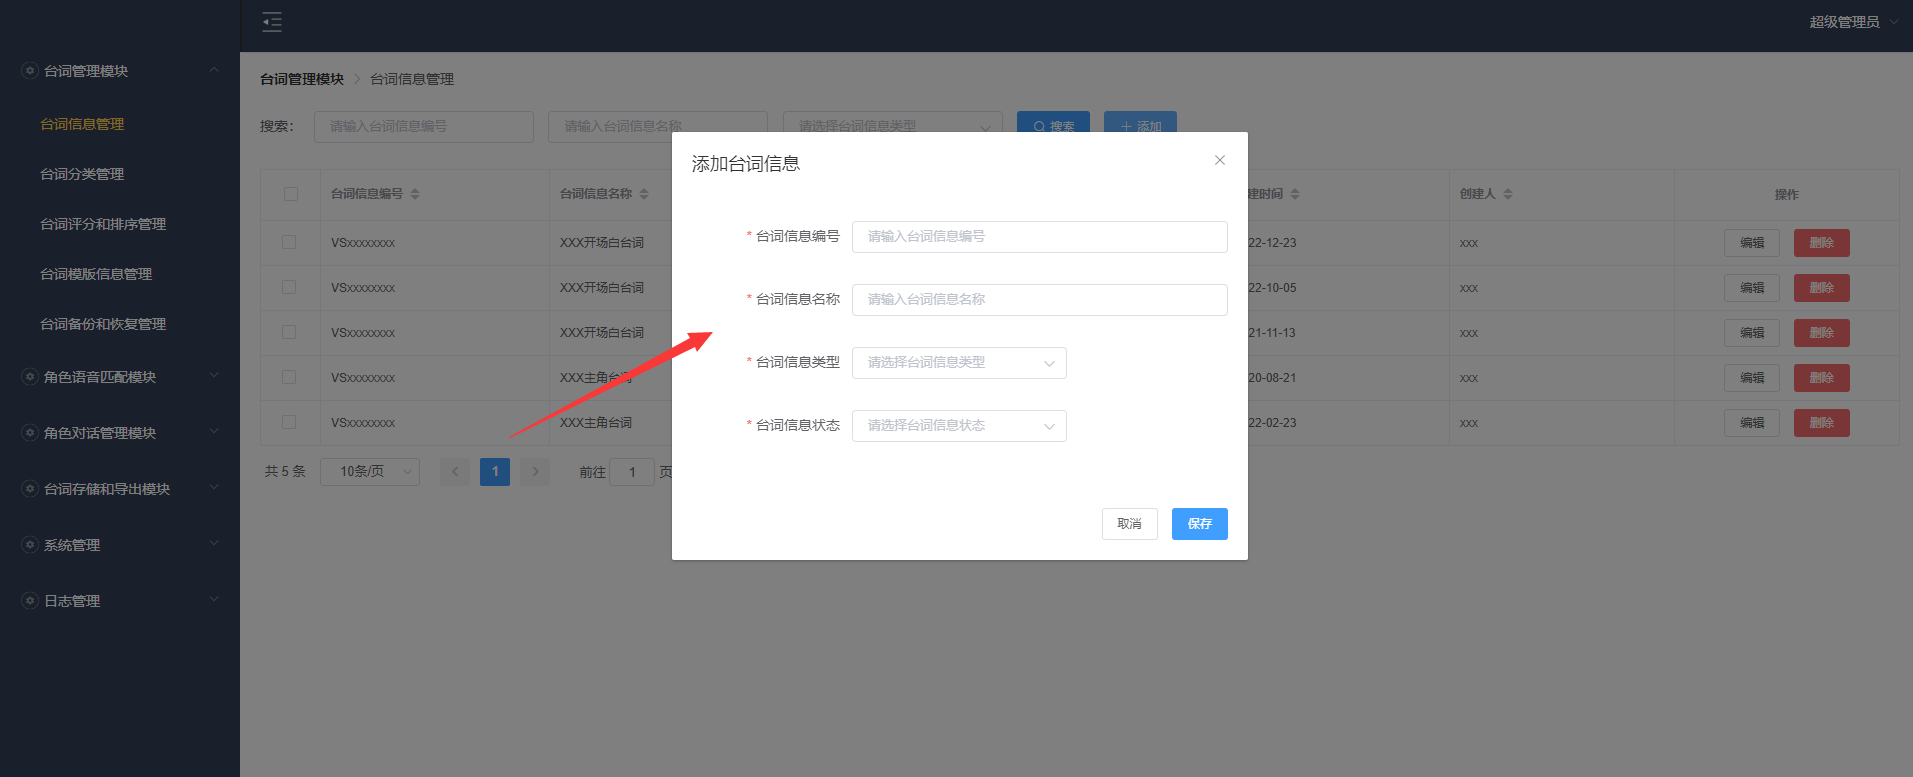 超级管理员
台词管理模块
台词信息管理
台词分类管理
台词评分和排序管理
台词模版信息管理
台词备份和恢复管理
角色语音匹配模块
角色对话管理模块
台词存储和导出模块
系统管理
日志管理
台词管理模块 > 台词信息管理
搜索: 请输入台词信息编号 请输入台词信息名称 请选择台词信息类型 搜索 添加
台词信息编号 台词信息名称 建时间 创建人 操作
VSxxxxxxxx XXX开场白台词 22-12-23 xxx 编辑 删除
VSxxxxxxxx XXX开场白台词 22-10-05 xxx 编辑 删除
VSxxxxxxxx XXX开场白台词 21-11-13 xxx 编辑 删除
VSxxxxxxxx XXX主角台词 20-08-21 xxx 编辑 删除
VSxxxxxxxx XXX主角台词 22-02-23 xxx 编辑 删除
共 5 条 10条/页 1 前往 1 页
添加台词信息
* 台词信息编号 请输入台词信息编号
* 台词信息名称 请输入台词信息名称
* 台词信息类型 请选择台词信息类型
* 台词信息状态 请选择台词信息状态
取消 保存